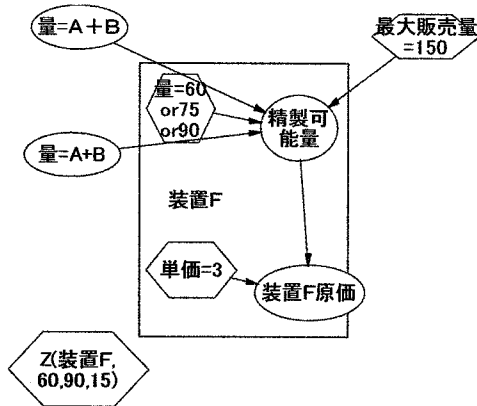 量=A+B
最大販売量
=150
量=60
or75
or90
精製可
能量
量=A+B
装置F
単価=3
装置F原価
Z(装置F,
60,90,15)